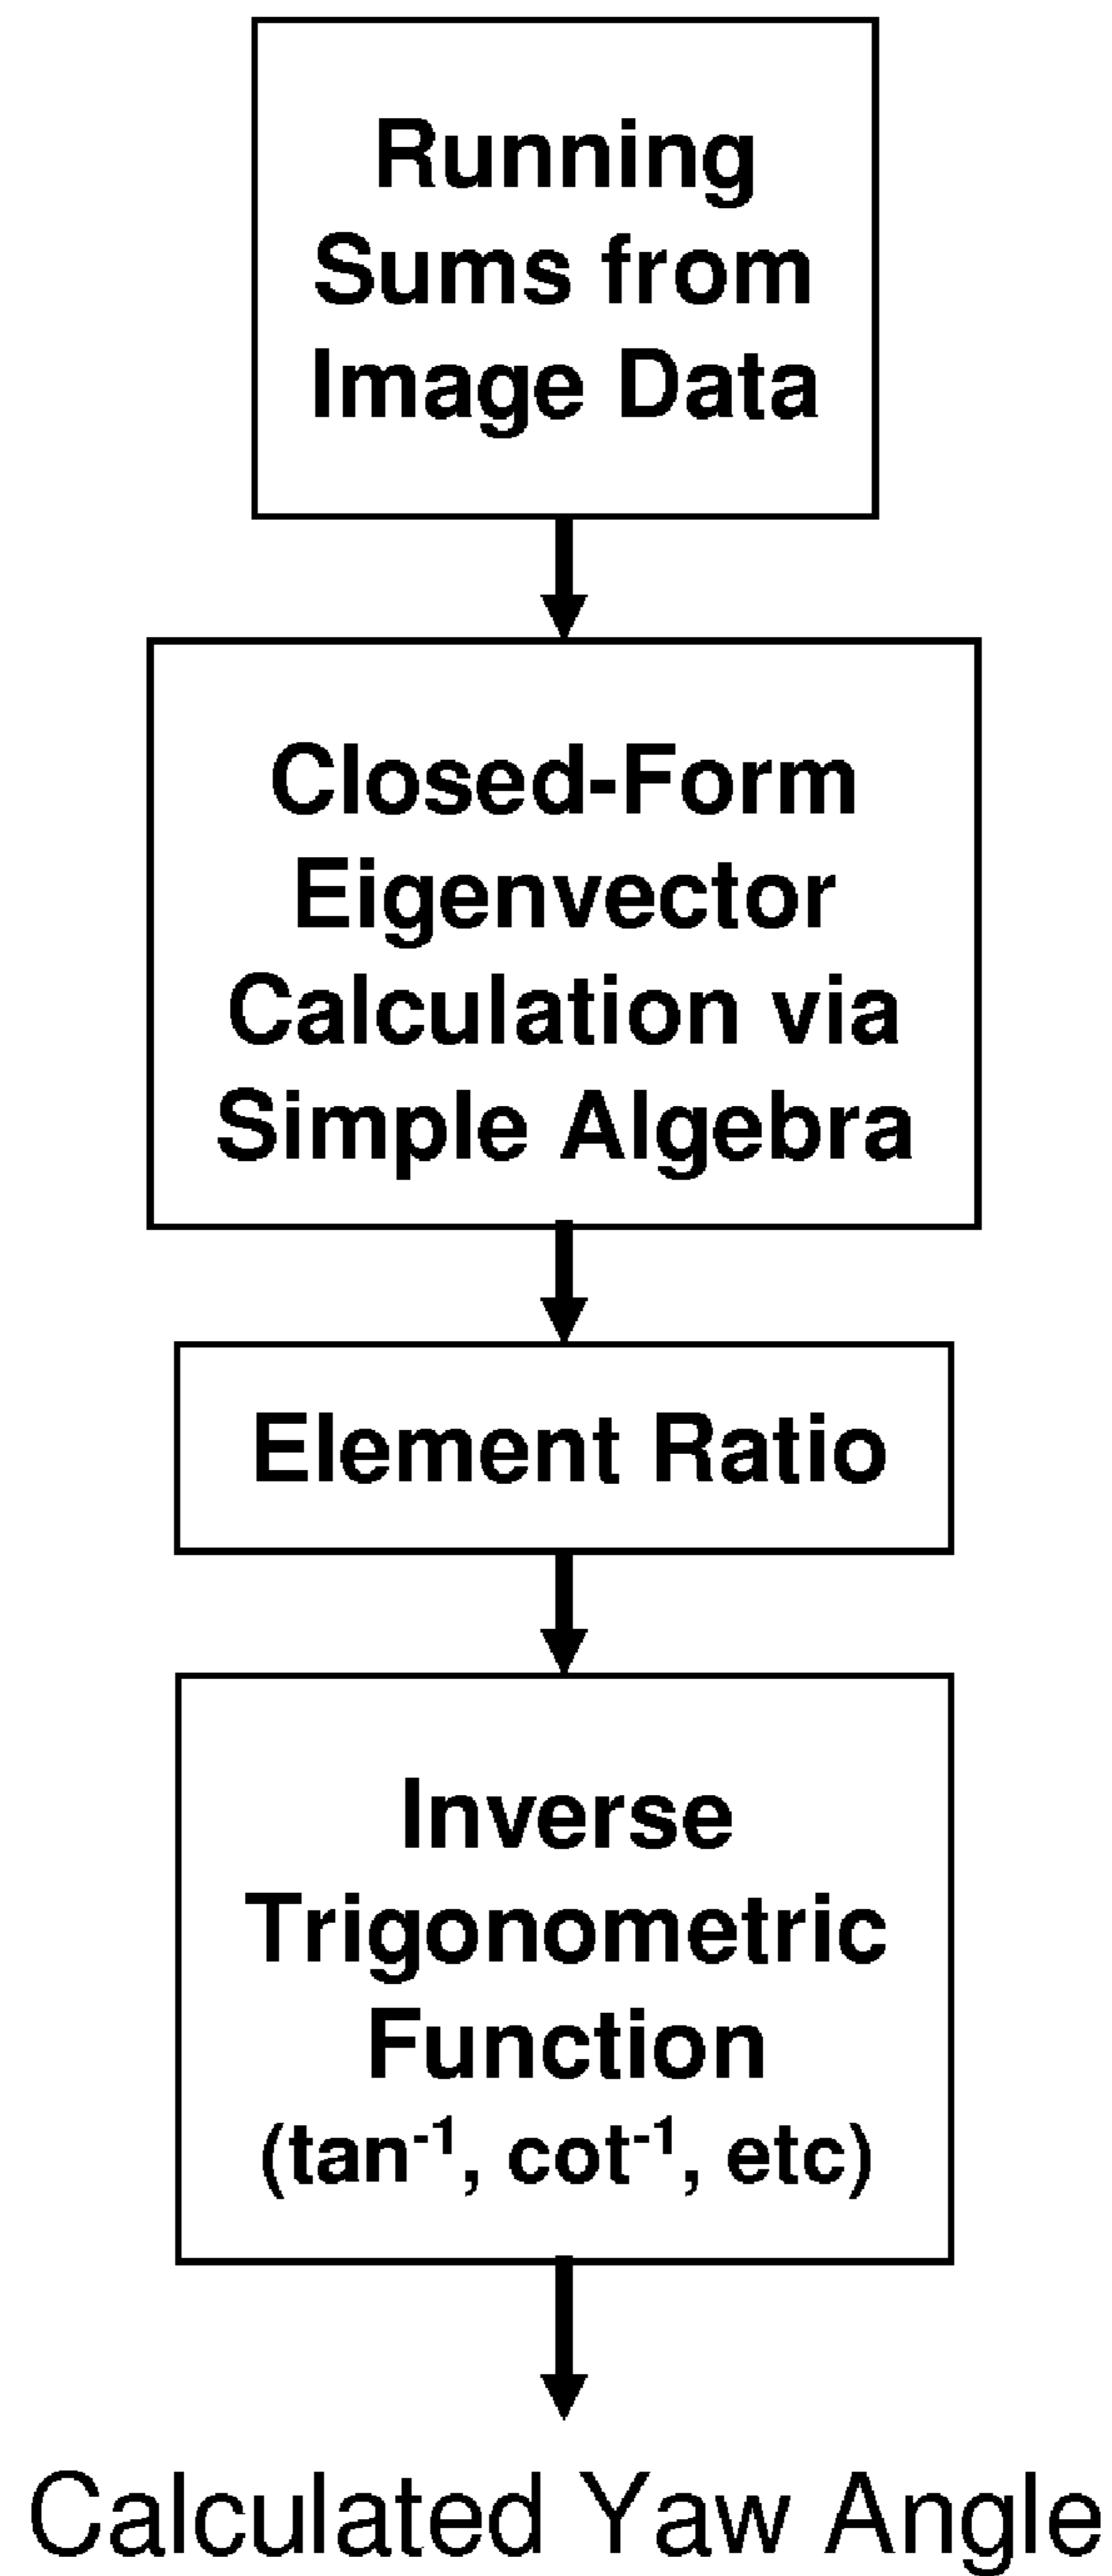 Running
Sums from
Image Data
Closed-Form
Eigenvector
Calculation via
Simple Algebra
Element Ratio
Inverse
Trigonometric
Function
(tan⁻¹, cot⁻¹, etc)
Calculated Yaw Angle